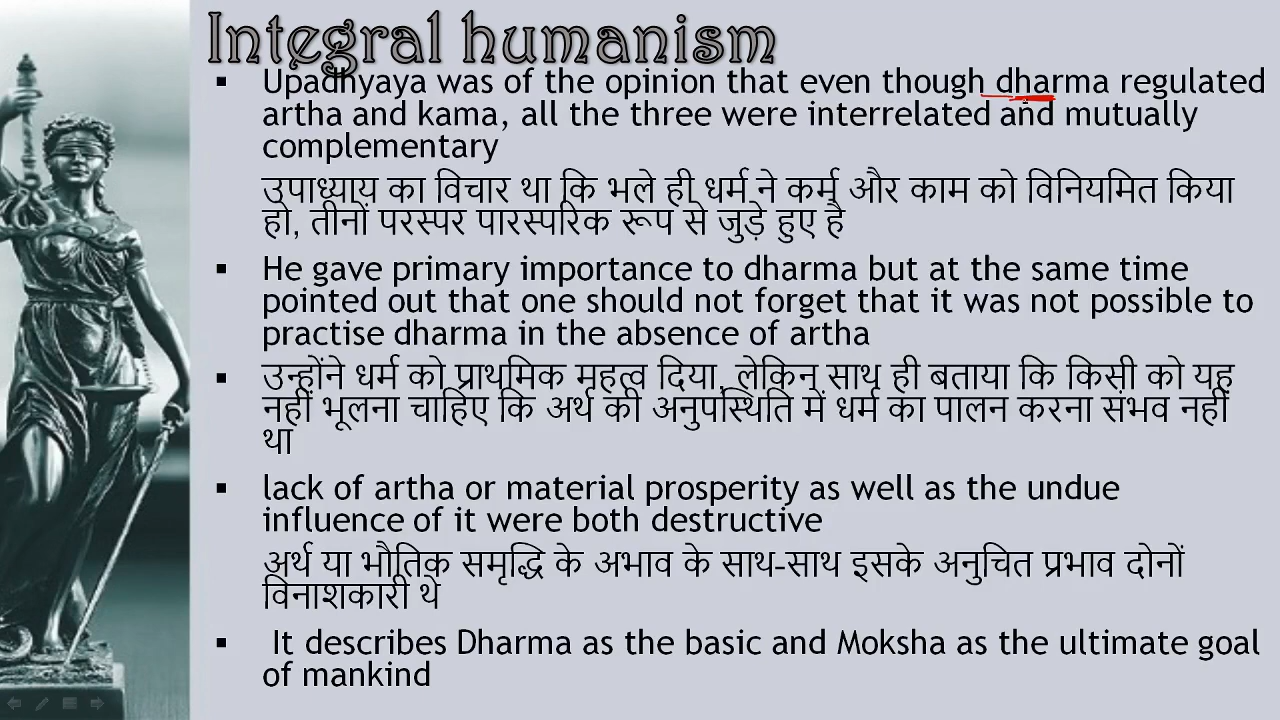 Integral humanism
▪ Upadhyaya was of the opinion that even though dharma regulated
artha and kama, all the three were interrelated and mutually
complementary
उपाध्याय का विचार था कि भले ही धर्म ने कर्म और काम को विनियमित किया
हो, तीनों परस्पर पारस्परिक रूप से जुड़े हुए है
▪ He gave primary importance to dharma but at the same time
pointed out that one should not forget that it was not possible to
practise dharma in the absence of artha
▪ उन्होंने धर्म को प्राथमिक महत्व दिया, लेकिन साथ ही बताया कि किसी को यह
नहीं भूलना चाहिए कि अर्थ की अनुपस्थिति में धर्म का पालन करना संभव नहीं
था
▪ lack of artha or material prosperity as well as the undue
influence of it were both destructive
अर्थ या भौतिक समृद्धि के अभाव के साथ-साथ इसके अनुचित प्रभाव दोनों
विनाशकारी थे
▪ It describes Dharma as the basic and Moksha as the ultimate goal
of mankind